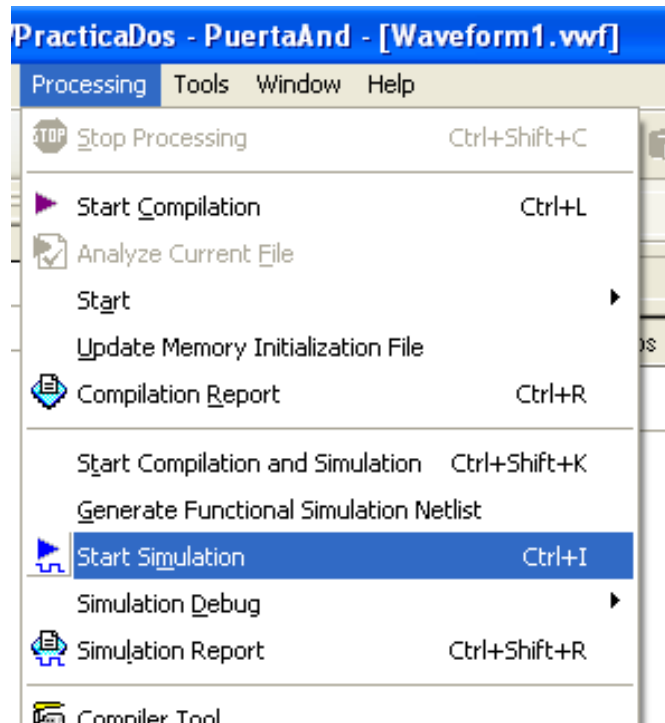 /PracticaDos - PuertaAnd - [Waveform1.vwf]
Processing Tools Window Help
STOP Stop Processing Ctrl+Shift+C
Start Compilation Ctrl+L
Analyze Current File
Start
Update Memory Initialization File
Compilation Report Ctrl+R
Start Compilation and Simulation Ctrl+Shift+K
Generate Functional Simulation Netlist
Start Simulation Ctrl+I
Simulation Debug
Simulation Report Ctrl+Shift+R
Compiler Tool